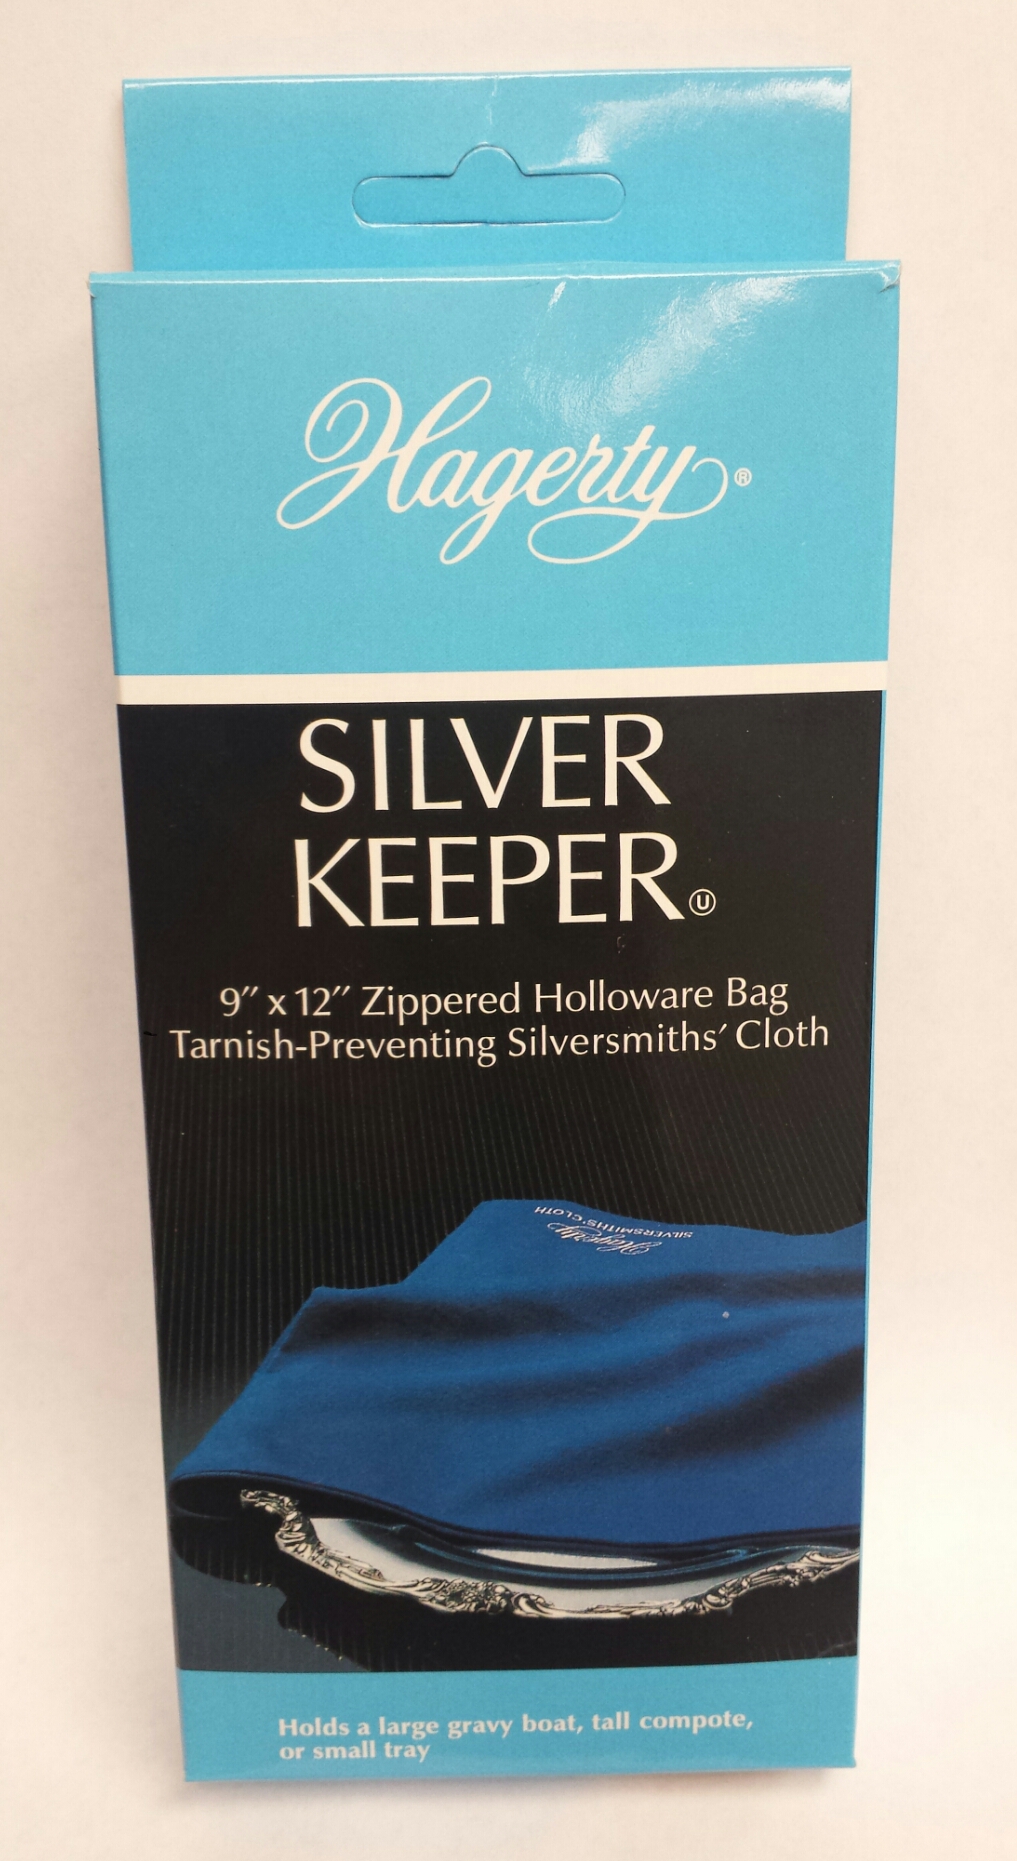 Hagerty®
SILVER
KEEPER Ⓤ
9″ x 12″ Zippered Holloware Bag
Tarnish-Preventing Silversmiths′ Cloth
Hagerty
SILVERSMITHS' CLOTH
Holds a large gravy boat, tall compote,
or small tray